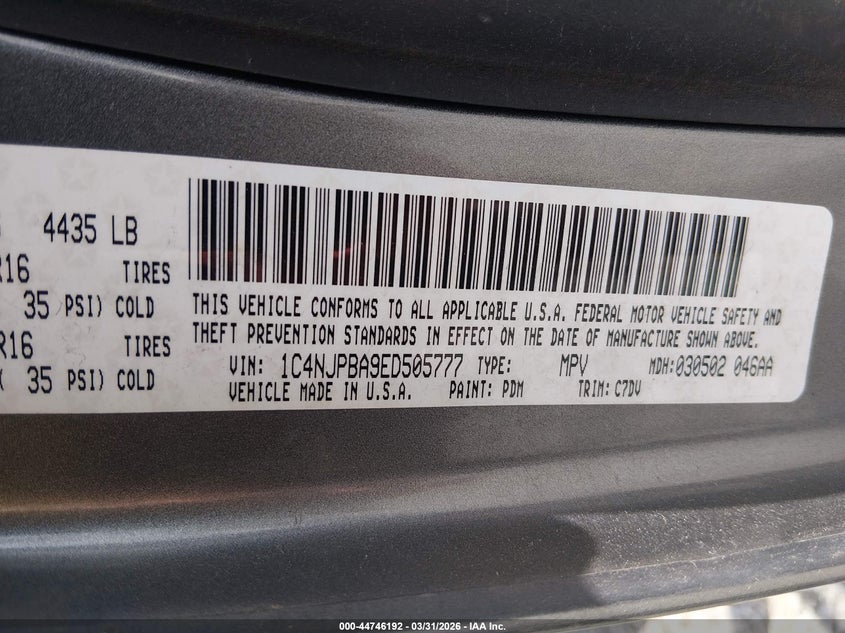 4435 LB
R16 TIRES
35 PSI) COLD
R16 TIRES
( 35 PSI) COLD
THIS VEHICLE CONFORMS TO ALL APPLICABLE U.S.A. FEDERAL MOTOR VEHICLE SAFETY AND
THEFT PREVENTION STANDARDS IN EFFECT ON THE DATE OF MANUFACTURE SHOWN ABOVE.
VIN: 1C4NJPBA9ED505777 TYPE: MPV MDH:030502 046AA
VEHICLE MADE IN U.S.A. PAINT: PDM TRIM: C7DV
000-44746192 - 03/31/2026 - IAA Inc.